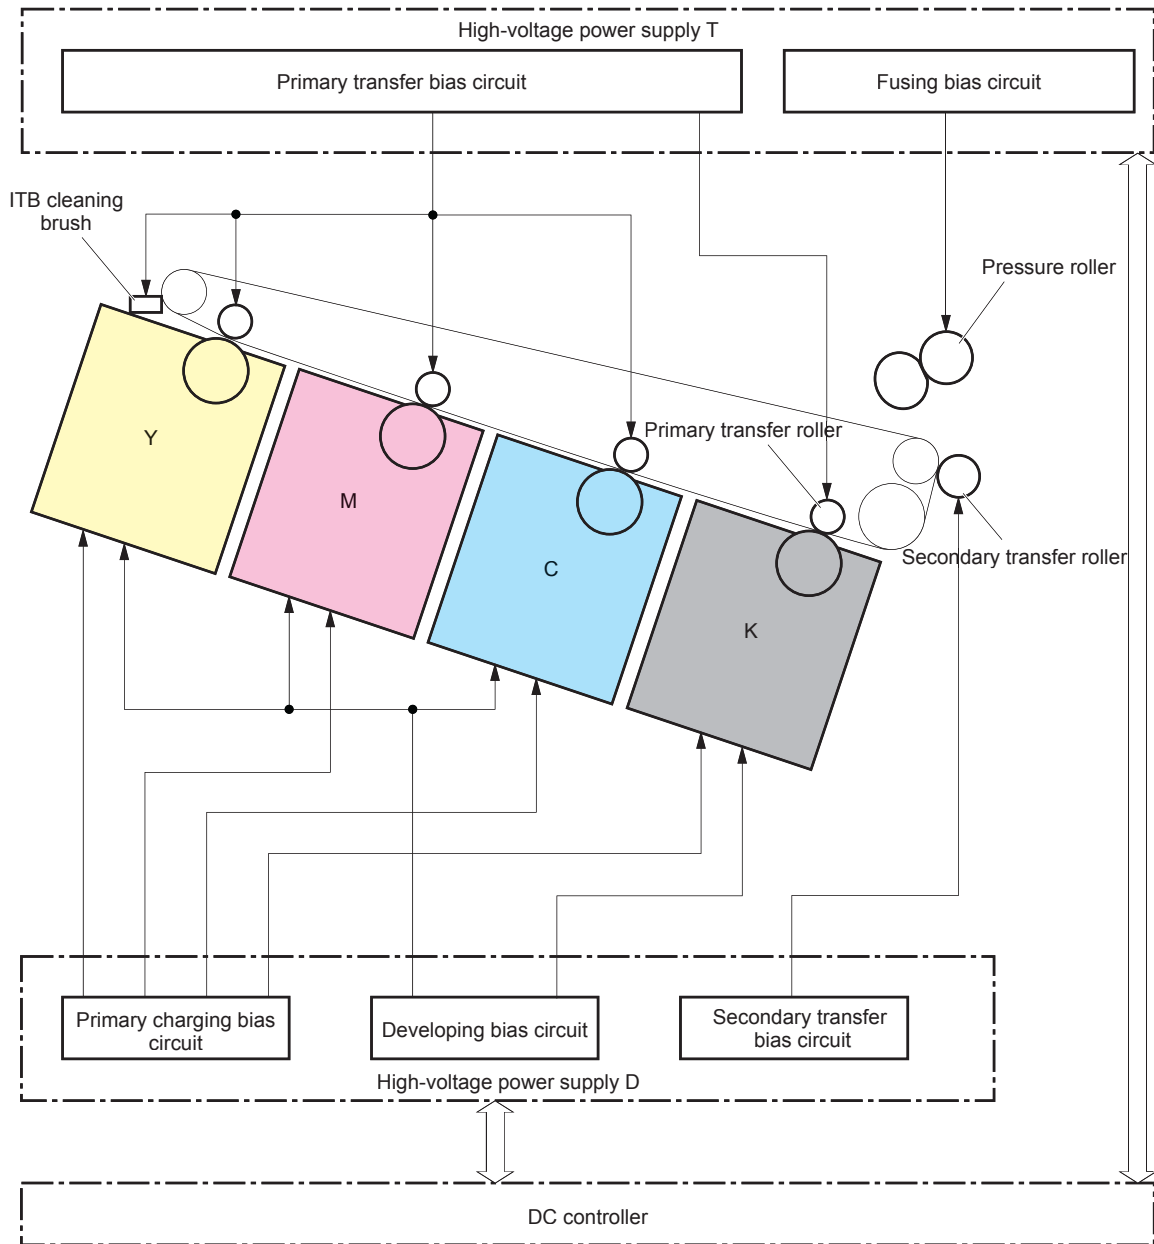 High-voltage power supply T
Primary transfer bias circuit
Fusing bias circuit
ITB cleaning
brush
Pressure roller
Primary transfer roller
Secondary transfer roller
Y
M
C
K
Primary charging bias
circuit
Developing bias circuit
Secondary transfer
bias circuit
High-voltage power supply D
DC controller